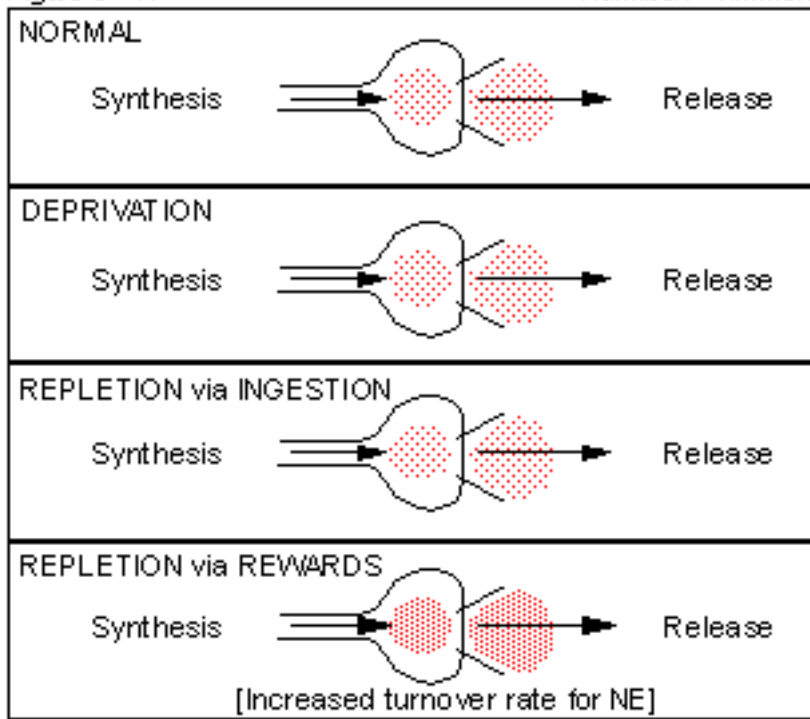 NORMAL
Synthesis Release
DEPRIVATION
Synthesis Release
REPLETION via INGESTION
Synthesis Release
REPLETION via REWARDS
Synthesis Release
[Increased turnover rate for NE]